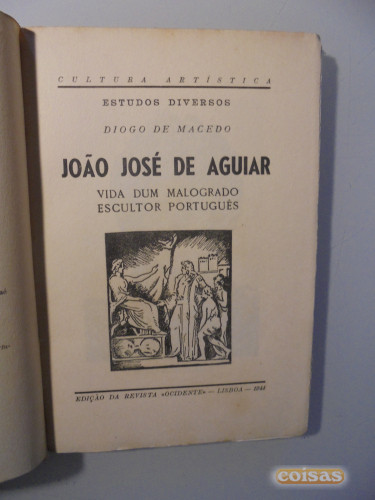 CULTURA ARTÍSTICA
ESTUDOS DIVERSOS
DIOGO DE MACEDO
JOÃO JOSÉ DE AGUIAR
VIDA DUM MALOGRADO
ESCULTOR PORTUGUÊS
EDIÇÃO DA REVISTA «OCIDENTE» — LISBOA —
coisas